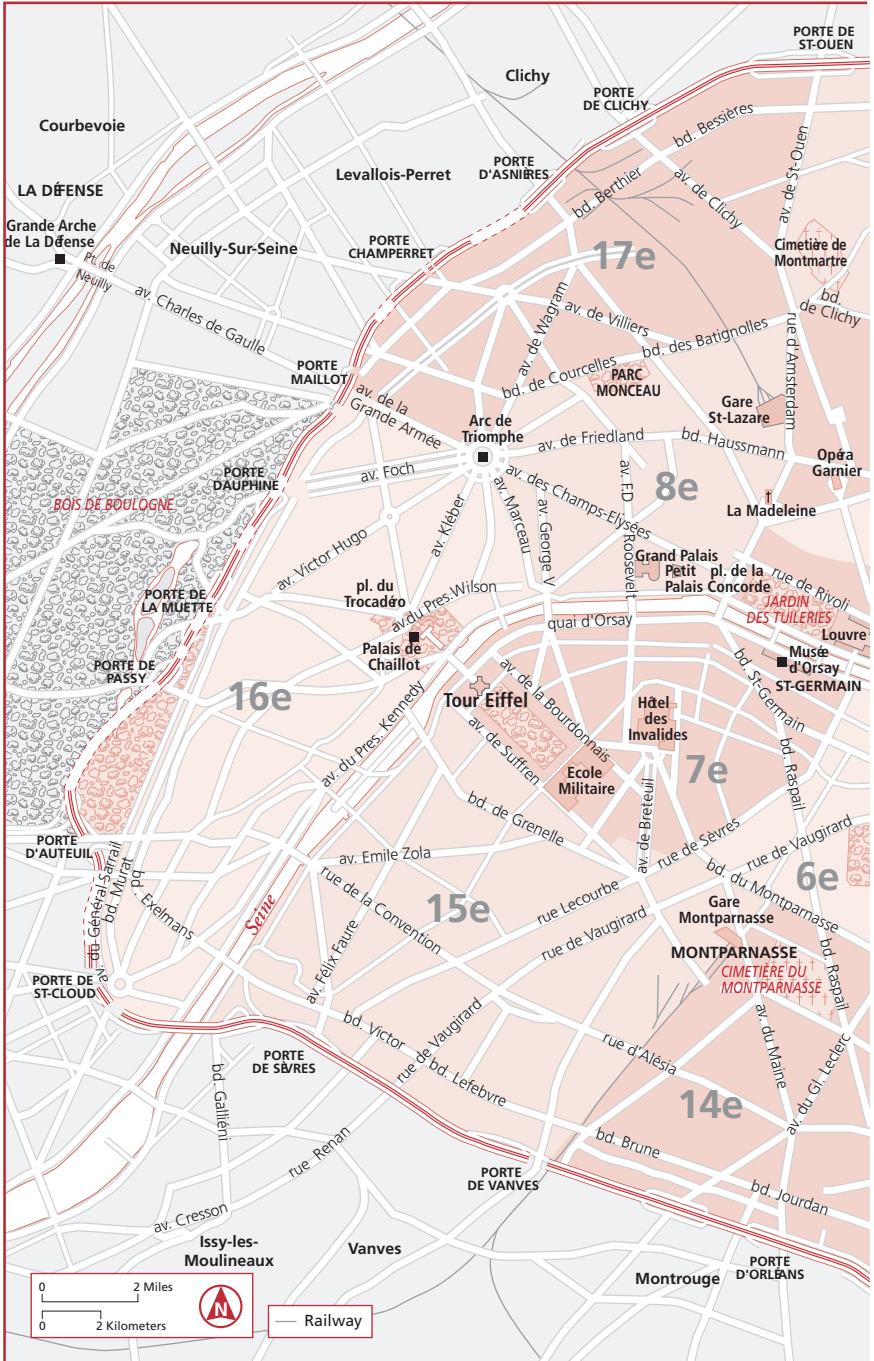 PORTE DE
ST-OUEN
Clichy
PORTE
DE CLICHY
bd. Bessières
Courbevoie
Levallois-Perret
PORTE
D'ASNIÈRES
bd. Berthier
av. de Clichy
av. de St-Ouen
LA DÉFENSE
Grande Arche
de La Défense
Neuilly-Sur-Seine
PORTE
CHAMPERRET
17e
Cimetière de
Montmartre
Pt. de
Neuilly
av. Charles de Gaulle
av. de Wagram
av. de Villiers
bd. des Batignolles
bd.
de Clichy
rue d'Amsterdam
PORTE
MAILLOT
av. de la
Grande Armée
bd. de Courcelles
PARC
MONCEAU
Gare
St-Lazare
Arc de
Triomphe
av. de Friedland
bd. Haussmann
Opéra
Garnier
PORTE
DAUPHINE
av. Foch
av. des Champs-Elysées
av. F.D. Roosevelt
8e
La Madeleine
BOIS DE BOULOGNE
av. Kléber
av. Marceau
av. George V
av. Victor Hugo
Grand Palais
Petit
Palais
pl. de la
Concorde
rue de Rivoli
PORTE DE
LA MUETTE
pl. du
Trocadéro
av. du Pres. Wilson
quai d'Orsay
JARDIN
DES TUILERIES
Louvre
Palais de
Chaillot
Musée
d'Orsay
PORTE DE
PASSY
16e
Tour Eiffel
av. de la Bourdonnais
Hôtel
des
Invalides
bd. St-Germain
ST-GERMAIN
av. du Pres. Kennedy
av. de Suffren
Ecole
Militaire
7e
bd. Raspail
bd. de Grenelle
av. de Breteuil
rue de Sèvres
rue de Vaugirard
PORTE
D'AUTEUIL
av. Emile Zola
6e
av. du Général Sarrail
bd. Murat
bd. Exelmans
Seine
rue de la Convention
15e
rue Lecourbe
rue de Vaugirard
bd. du Montparnasse
Gare
Montparnasse
MONTPARNASSE
CIMETIÈRE DU
MONTPARNASSE
bd. Raspail
PORTE DE
ST-CLOUD
av. Félix Faure
bd. Victor
rue de Vaugirard
rue d'Alésia
av. du Maine
av. du Gl. Leclerc
PORTE
DE SÈVRES
bd. Lefebvre
14e
bd. Galliéni
rue Renan
bd. Brune
PORTE
DE VANVES
bd. Jourdan
av. Cresson
Issy-les-
Moulineaux
Vanves
Montrouge
PORTE
D'ORLÉANS
0 2 Miles
0 2 Kilometers
N
Railway